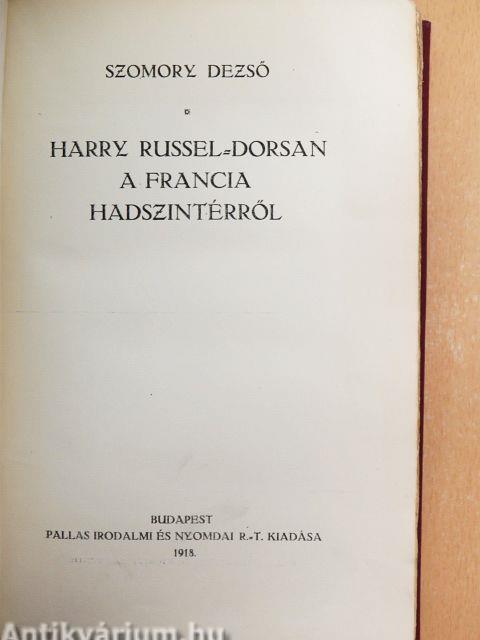 SZOMORY DEZSŐ
HARRY RUSSEL-DORSAN
A FRANCIA
HADSZINTÉRRŐL
BUDAPEST
PALLAS IRODALMI ÉS NYOMDAI R.-T. KIADÁSA
1918.
Antikvárium.hu